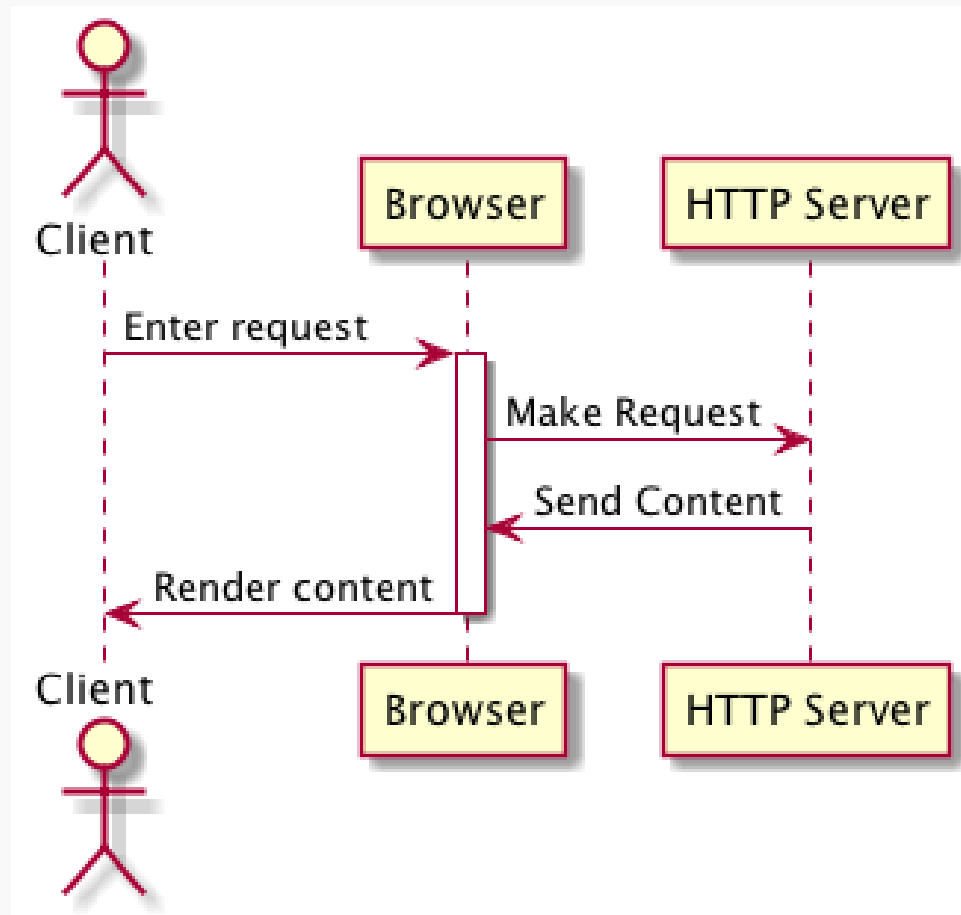 Client
Browser
HTTP Server
Enter request
Make Request
Send Content
Render content
Client
Browser
HTTP Server